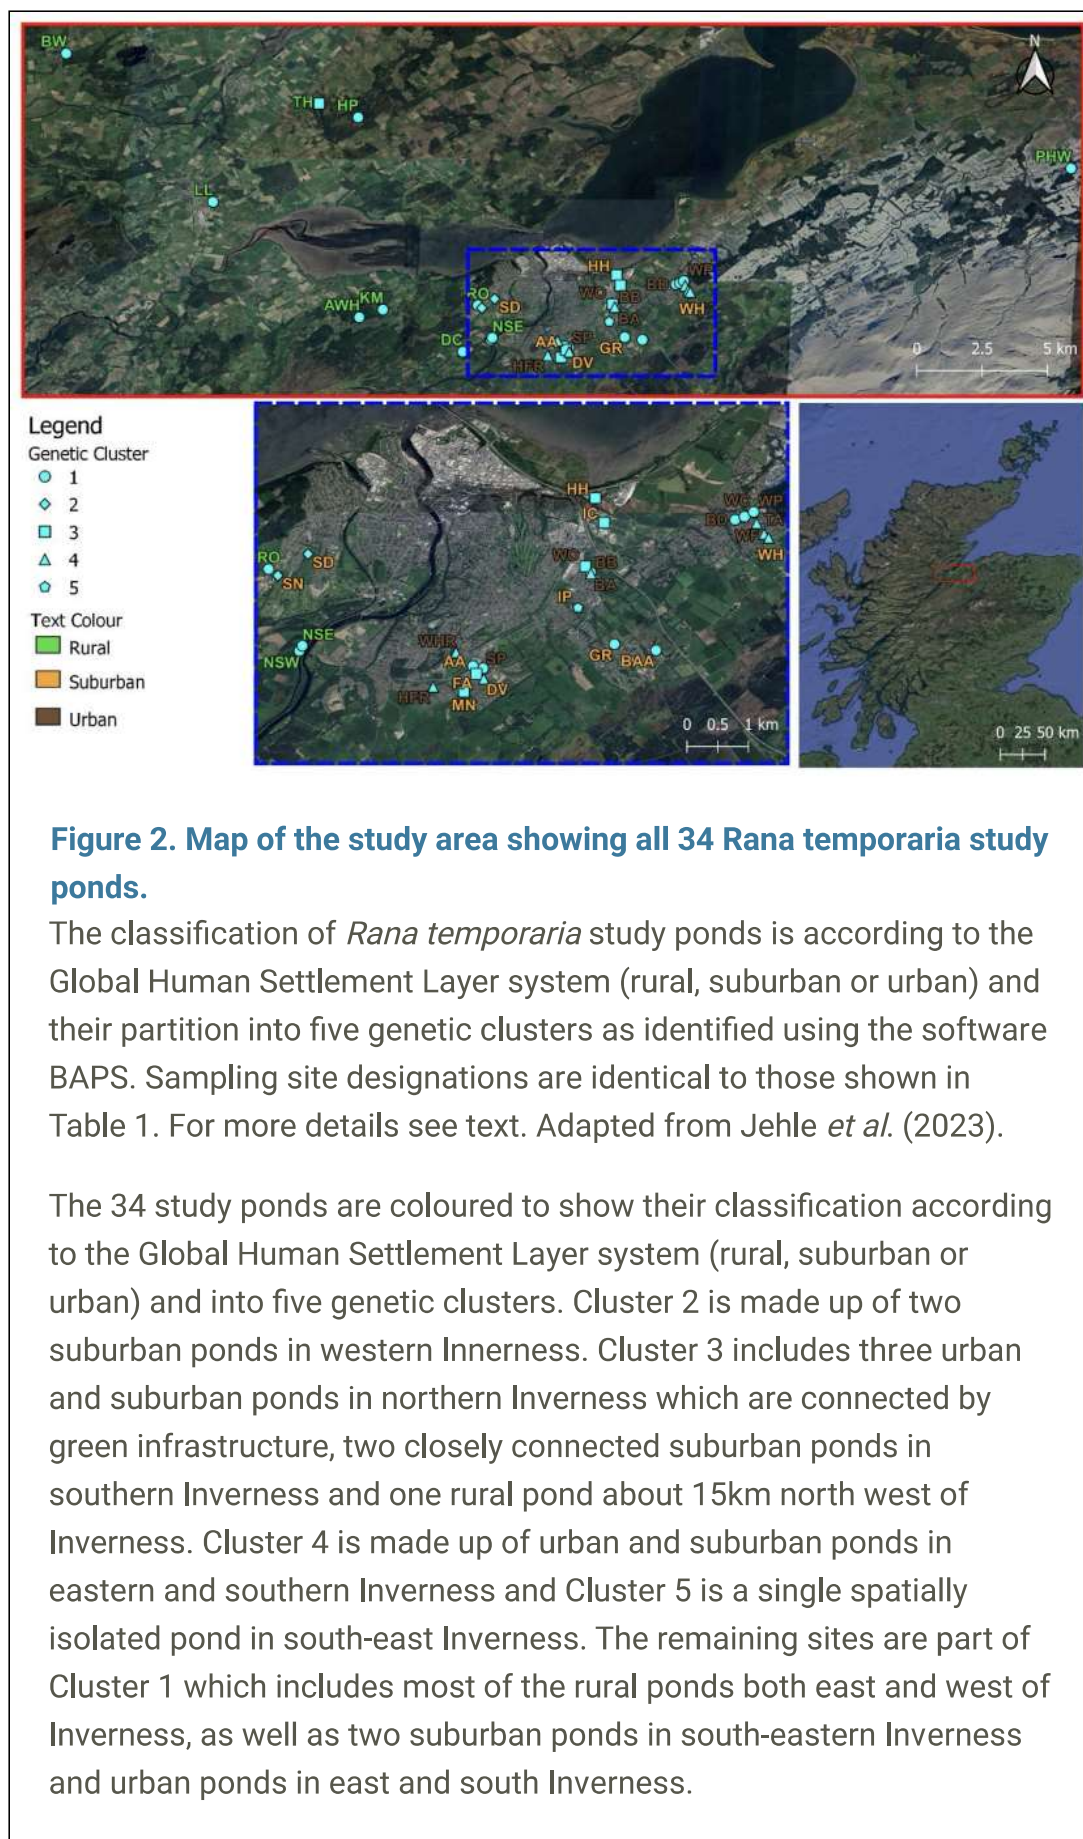 BW
N
TH HP
PHW
LL
HH
WP
BD
WC
BB
WH
AWH KM
RO
SD
BA
NSE
DC
AA SP
GR
HFR
DV
0 2.5 5 km
Legend
Genetic Cluster
1
2
3
4
5
Text Colour
Rural
Suburban
Urban
HH
IC
WC WP
BD
TA
WF
WH
WC
BB
BA
RO
SD
SN
IP
NSE
NSW
WHR
AA SP
GR
BAA
FA DV
HFR
MN
0 0.5 1 km
0 25 50 km
Figure 2. Map of the study area showing all 34 Rana temporaria study
ponds.
The classification of Rana temporaria study ponds is according to the
Global Human Settlement Layer system (rural, suburban or urban) and
their partition into five genetic clusters as identified using the software
BAPS. Sampling site designations are identical to those shown in
Table 1. For more details see text. Adapted from Jehle et al. (2023).
The 34 study ponds are coloured to show their classification according
to the Global Human Settlement Layer system (rural, suburban or
urban) and into five genetic clusters. Cluster 2 is made up of two
suburban ponds in western Innerness. Cluster 3 includes three urban
and suburban ponds in northern Inverness which are connected by
green infrastructure, two closely connected suburban ponds in
southern Inverness and one rural pond about 15km north west of
Inverness. Cluster 4 is made up of urban and suburban ponds in
eastern and southern Inverness and Cluster 5 is a single spatially
isolated pond in south-east Inverness. The remaining sites are part of
Cluster 1 which includes most of the rural ponds both east and west of
Inverness, as well as two suburban ponds in south-eastern Inverness
and urban ponds in east and south Inverness.